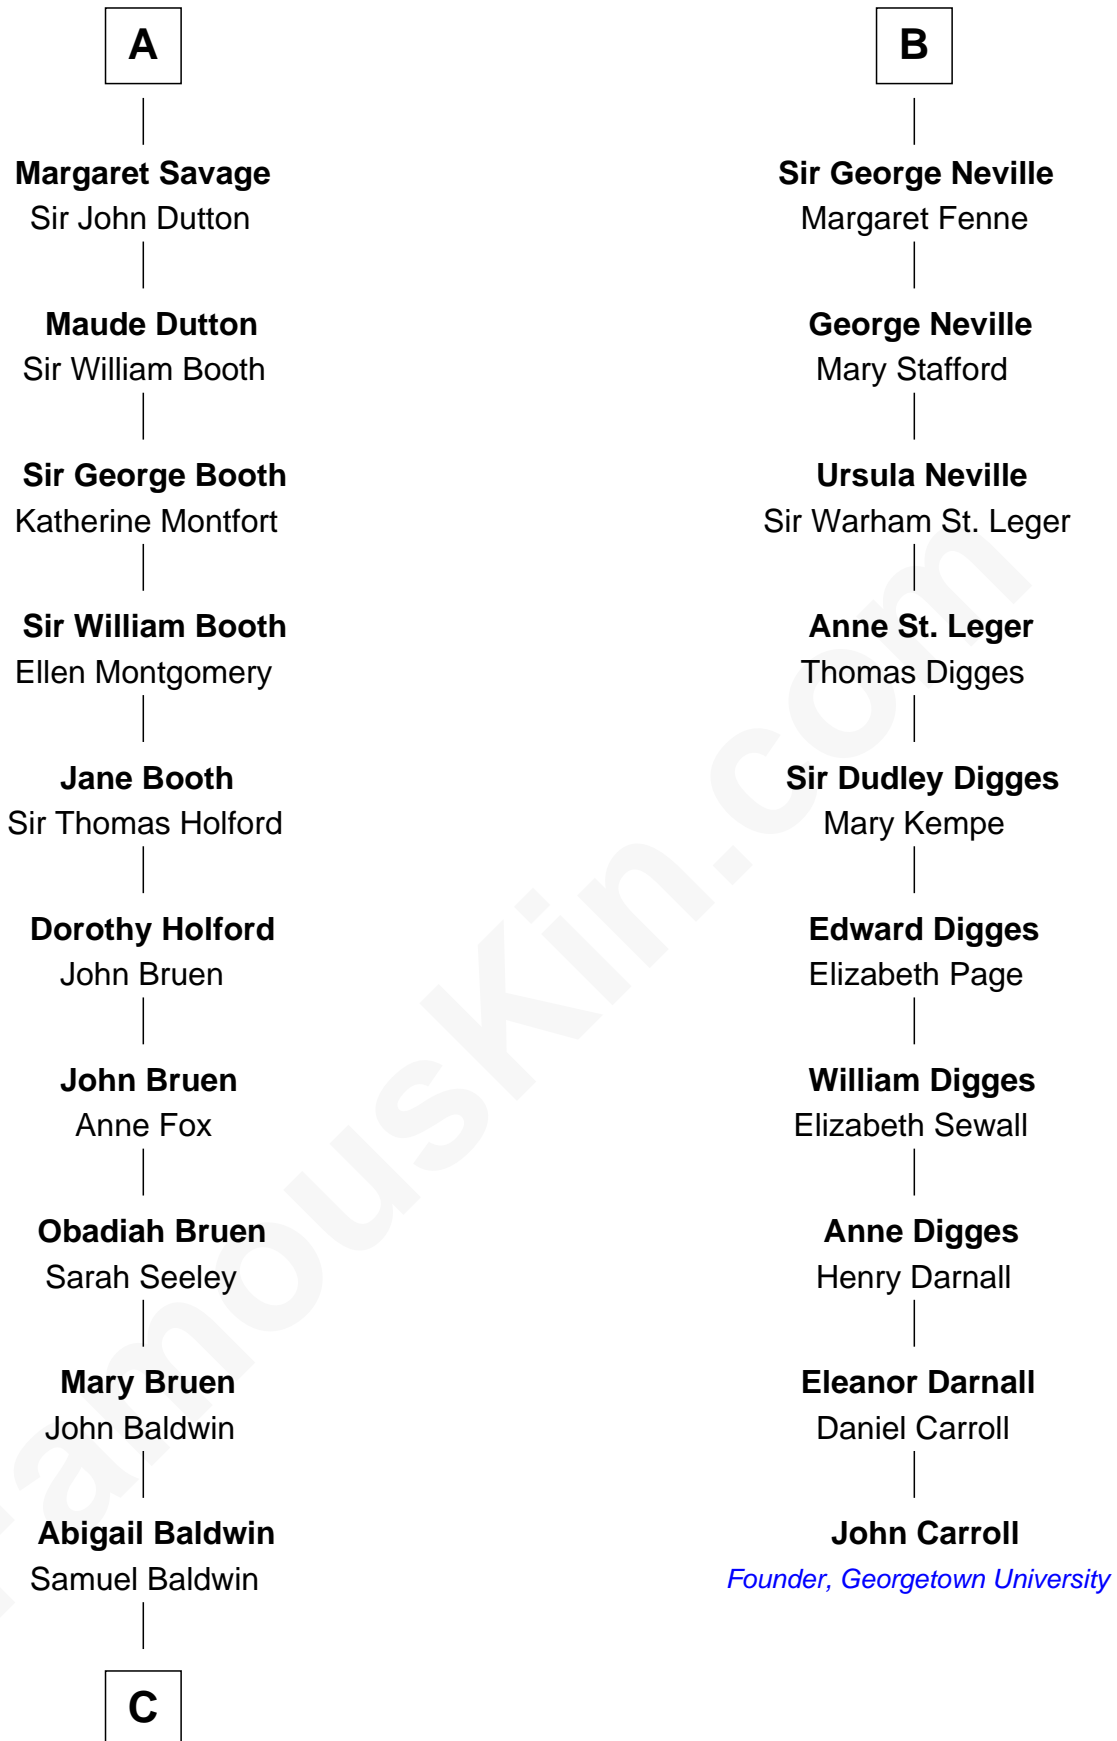 A
Margaret Savage
Sir John Dutton
Maude Dutton
Sir William Booth
Sir George Booth
Katherine Montfort
Sir William Booth
Ellen Montgomery
Jane Booth
Sir Thomas Holford
Dorothy Holford
John Bruen
John Bruen
Anne Fox
Obadiah Bruen
Sarah Seeley
Mary Bruen
John Baldwin
Abigail Baldwin
Samuel Baldwin
C
B
Sir George Neville
Margaret Fenne
George Neville
Mary Stafford
Ursula Neville
Sir Warham St. Leger
Anne St. Leger
Thomas Digges
Sir Dudley Digges
Mary Kempe
Edward Digges
Elizabeth Page
William Digges
Elizabeth Sewall
Anne Digges
Henry Darnall
Eleanor Darnall
Daniel Carroll
John Carroll
Founder, Georgetown University
FamousKin.com